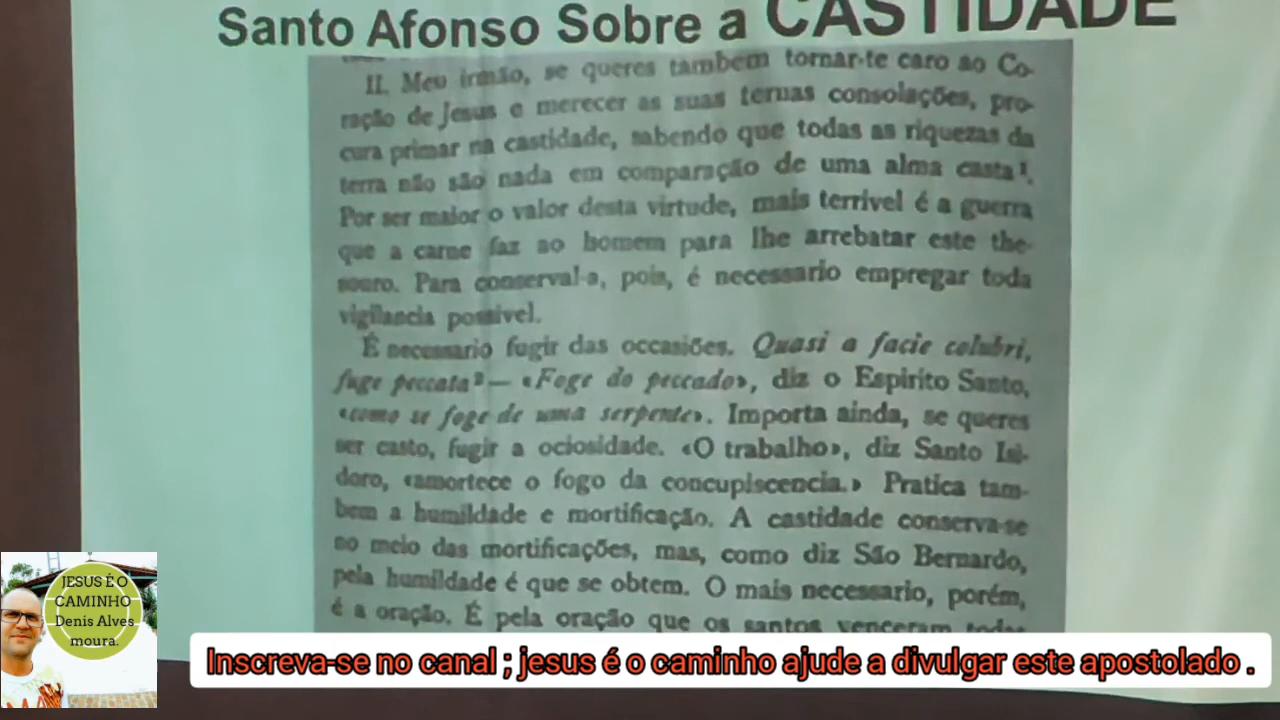 Santo Afonso Sobre a CASTIDADE
II. Meu irmão, se queres tambem tornar-te caro ao Co-
ração de Jesus e merecer as suas ternas consolações, pro-
cura primar na castidade, sabendo que todas as riquezas da
terra não são nada em comparação de uma alma casta¹.
Por ser maior o valor desta virtude, mais terrivel é a guerra
que a carne faz ao homem para lhe arrebatar este the-
souro. Para conserval-a, pois, é necessario empregar toda
vigilancia possivel.
É necessario fugir das occasiões. Quasi a facie colubri,
fuge peccata² — «Foge do peccado», diz o Espirito Santo,
«como se foge de uma serpente». Importa ainda, se queres
ser casto, fugir a ociosidade. «O trabalho», diz Santo Isi-
doro, «amortece o fogo da concupiscencia.» Pratica tam-
bem a humildade e mortificação. A castidade conserva-se
no meio das mortificações, mas, como diz São Bernardo,
pela humildade é que se obtem. O mais necessario, porém,
é a oração. É pela oração que os santos venceram
JESUS É O
CAMINHO
Denis Alves
moura.
Inscreva-se no canal ; jesus é o caminho ajude a divulgar este apostolado .